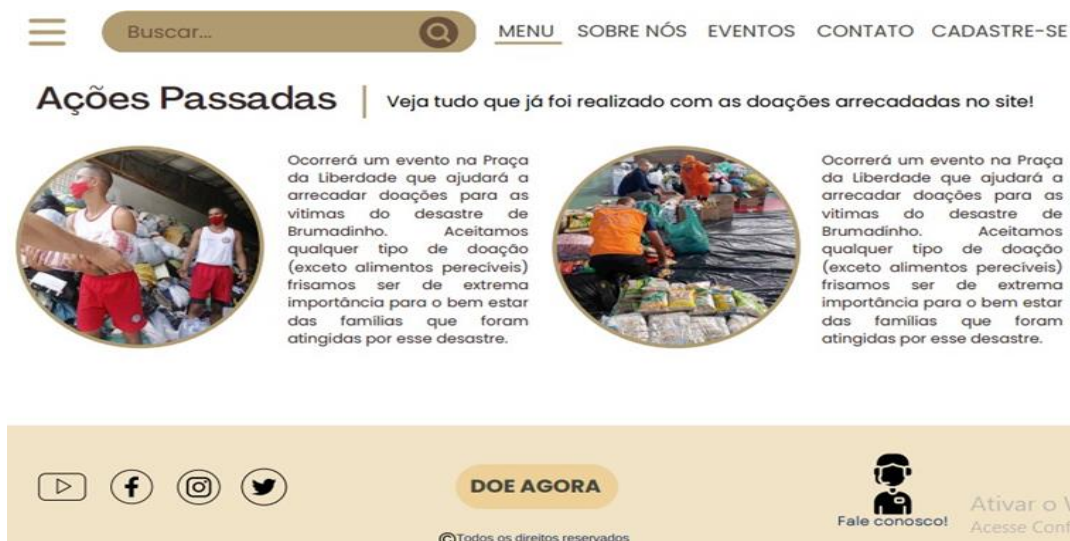 Buscar...
MENU SOBRE NÓS EVENTOS CONTATO CADASTRE-SE
Ações Passadas
Veja tudo que já foi realizado com as doações arrecadadas no site!
Ocorrerá um evento na Praça
da Liberdade que ajudará a
arrecadar doações para as
vitimas do desastre de
Brumadinho. Aceitamos
qualquer tipo de doação
(exceto alimentos perecíveis)
frisamos ser de extrema
importância para o bem estar
das famílias que foram
atingidas por esse desastre.
Ocorrerá um evento na Praça
da Liberdade que ajudará a
arrecadar doações para as
vitimas do desastre de
Brumadinho. Aceitamos
qualquer tipo de doação
(exceto alimentos perecíveis)
frisamos ser de extrema
importância para o bem estar
das famílias que foram
atingidas por esse desastre.
DOE AGORA
©Todos os direitos reservados
Fale conosco!
Ativar o
Acesse